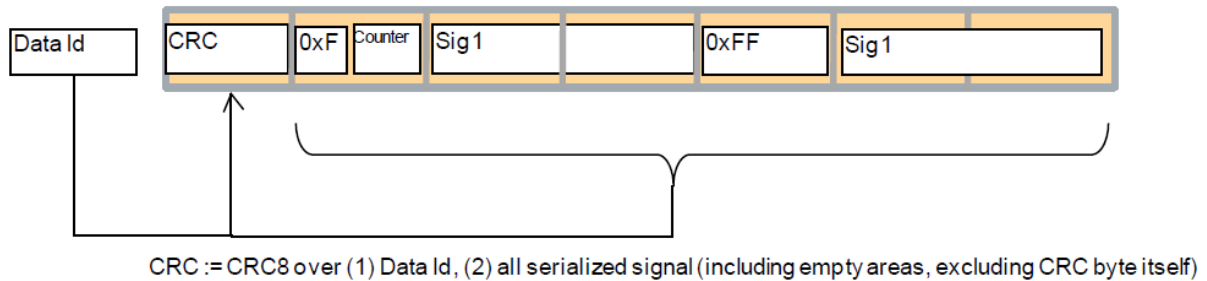 Data Id
CRC
0xF
Counter
Sig1
0xFF
Sig1
CRC := CRC8 over (1) Data Id, (2) all serialized signal (including empty areas, excluding CRC byte itself)